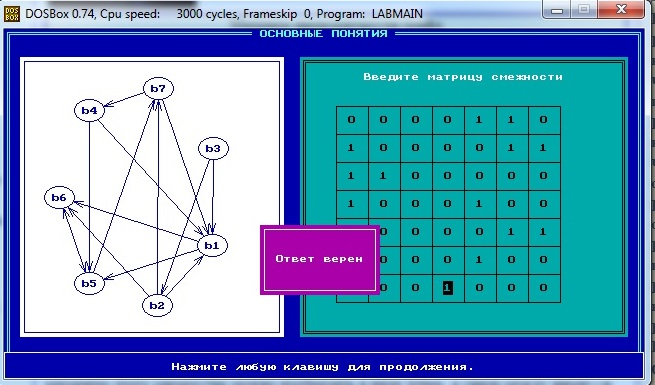 DOSBox 0.74, Cpu speed: 3000 cycles, Frameskip 0, Program: LABMAIN
ОСНОВНЫЕ ПОНЯТИЯ
Введите матрицу смежности
b7
b4
b3
b6
b1
b5
b2
0 0 0 0 1 1 0
1 0 0 0 0 1 1
1 1 0 0 0 0 0
1 0 0 0 1 0 0
0 0 0 0 1 1
0 0 0 1 0 0
0 0 1 0 0 0
Ответ верен
Нажмите любую клавишу для продолжения.